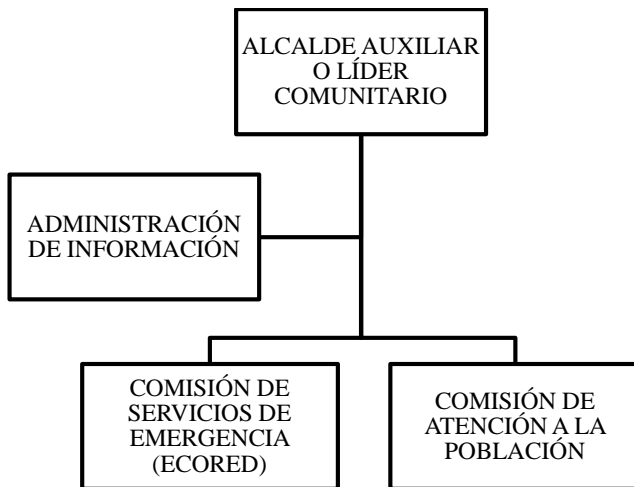 ALCALDE AUXILIAR
O LÍDER
COMUNITARIO
ADMINISTRACIÓN
DE INFORMACIÓN
COMISIÓN DE
SERVICIOS DE
EMERGENCIA
(ECORED)
COMISIÓN DE
ATENCIÓN A LA
POBLACIÓN